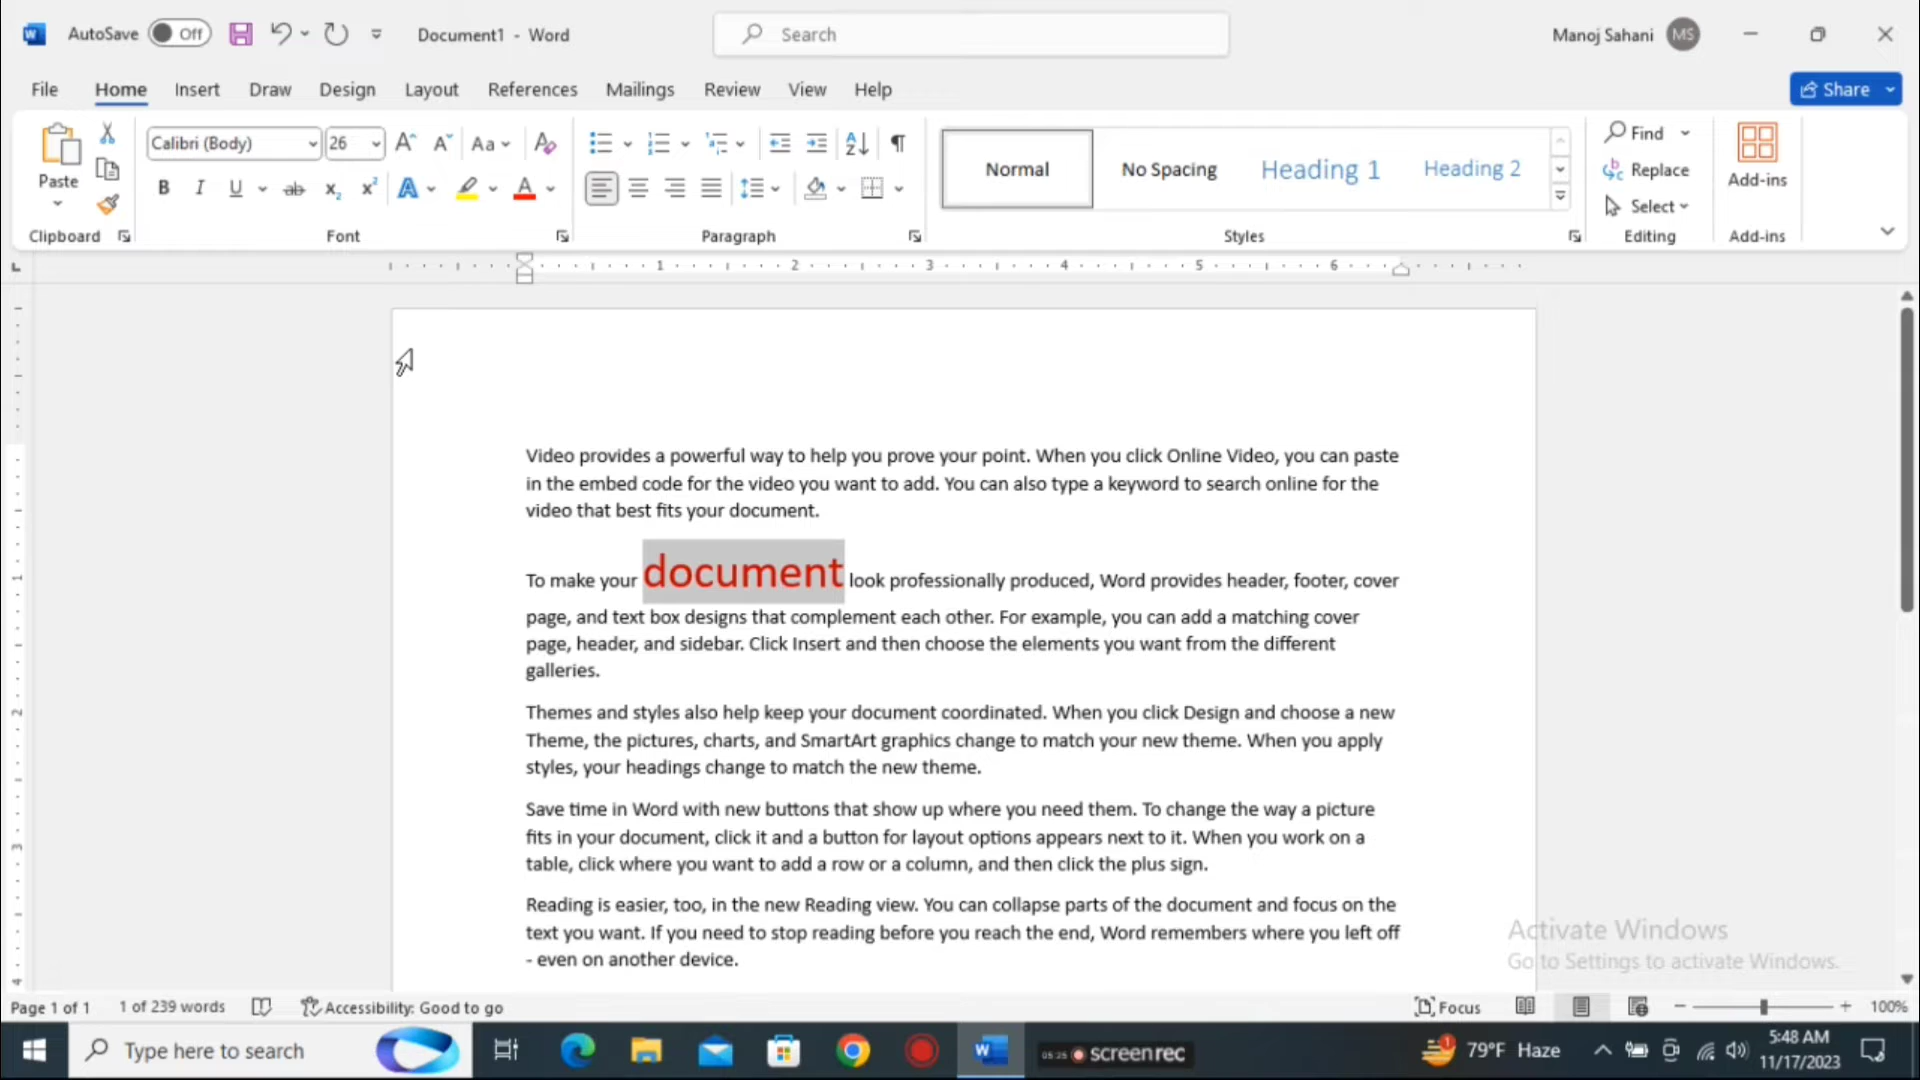 AutoSave Off Document1 - Word Search Manoj Sahani MS
File Home Insert Draw Design Layout References Mailings Review View Help Share
Paste Calibri (Body) 26 Aa Normal No Spacing Heading 1 Heading 2 Find Replace Select Add-ins
Clipboard Font Paragraph Styles Editing Add-ins
1 2 3 4 5 6
Video provides a powerful way to help you prove your point. When you click Online Video, you can paste
in the embed code for the video you want to add. You can also type a keyword to search online for the
video that best fits your document.
To make your document look professionally produced, Word provides header, footer, cover
page, and text box designs that complement each other. For example, you can add a matching cover
page, header, and sidebar. Click Insert and then choose the elements you want from the different
galleries.
Themes and styles also help keep your document coordinated. When you click Design and choose a new
Theme, the pictures, charts, and SmartArt graphics change to match your new theme. When you apply
styles, your headings change to match the new theme.
Save time in Word with new buttons that show up where you need them. To change the way a picture
fits in your document, click it and a button for layout options appears next to it. When you work on a
table, click where you want to add a row or a column, and then click the plus sign.
Reading is easier, too, in the new Reading view. You can collapse parts of the document and focus on the
text you want. If you need to stop reading before you reach the end, Word remembers where you left off
- even on another device.
Activate Windows
Go to Settings to activate Windows.
Page 1 of 1 1 of 239 words Accessibility: Good to go Focus 100%
Type here to search 05:25 screenrec 79°F Haze 5:48 AM
11/17/2023